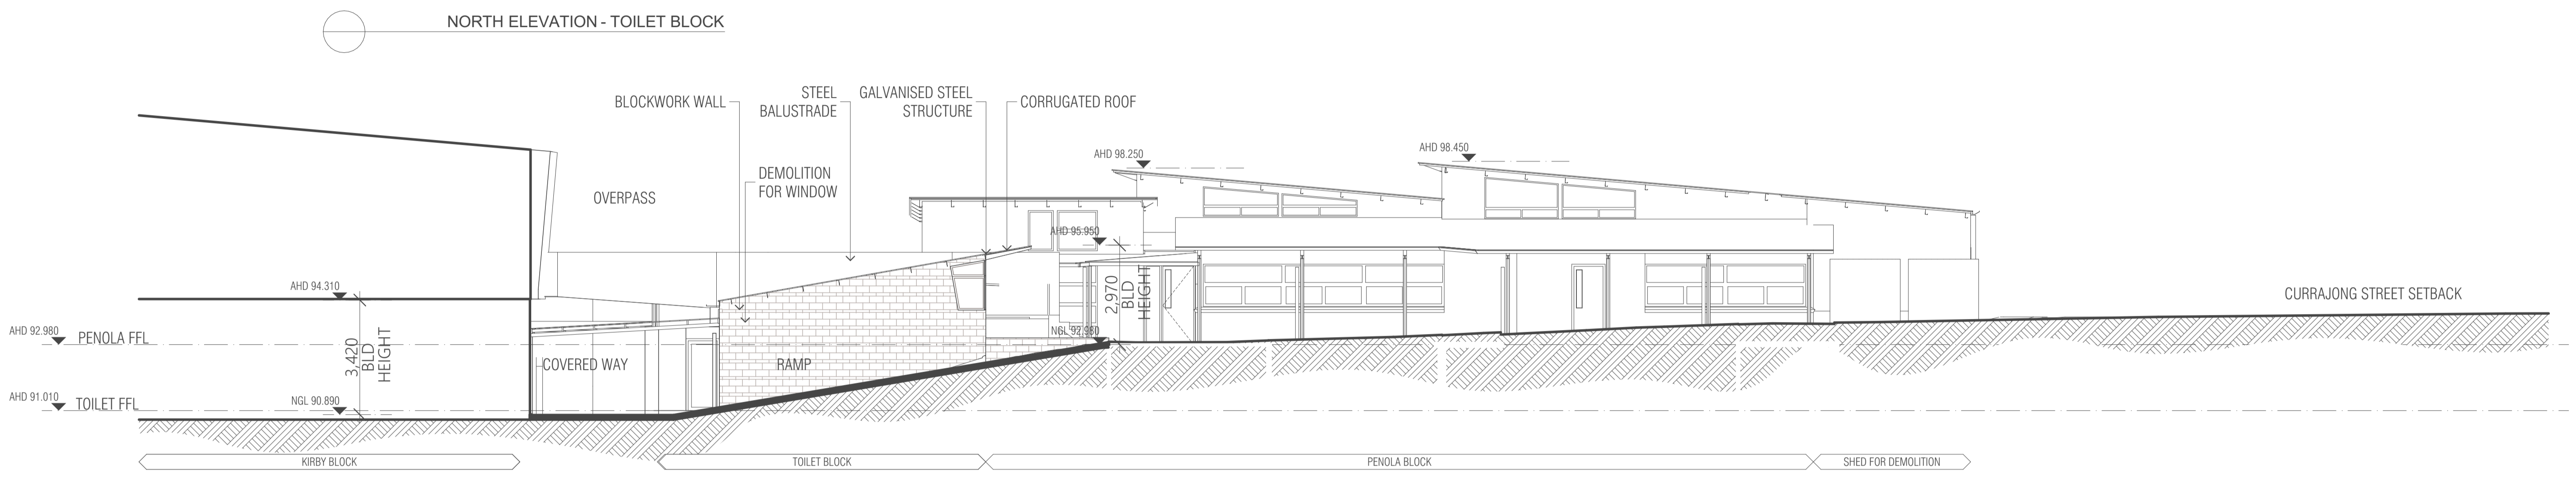 NORTH ELEVATION - TOILET BLOCK
BLOCKWORK WALL
STEEL
BALUSTRADE
GALVANISED STEEL
STRUCTURE
CORRUGATED ROOF
DEMOLITION
FOR WINDOW
OVERPASS
AHD 98.250
AHD 98.450
AHD 95.950
2,970
BLD
HEIGHT
NGL 92.980
CURRAJONG STREET SETBACK
AHD 94.310
AHD 92.980
PENOLA FFL
3,420
BLD
HEIGHT
COVERED WAY
RAMP
AHD 91.010
TOILET FFL
NGL 90.890
KIRBY BLOCK
TOILET BLOCK
PENOLA BLOCK
SHED FOR DEMOLITION